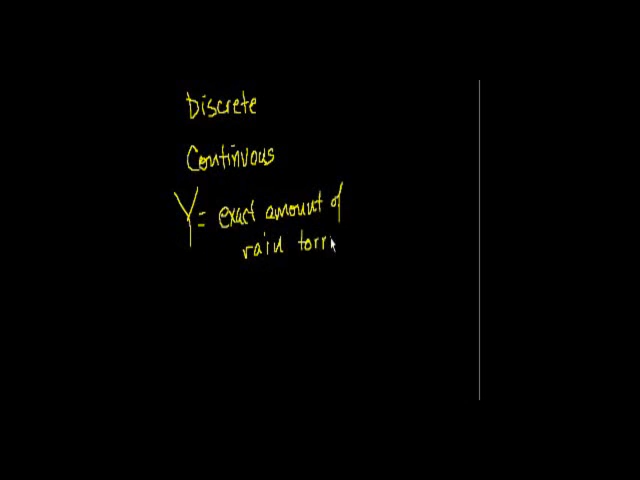 Discrete
Continuous
Y= exact amount of
rain torr